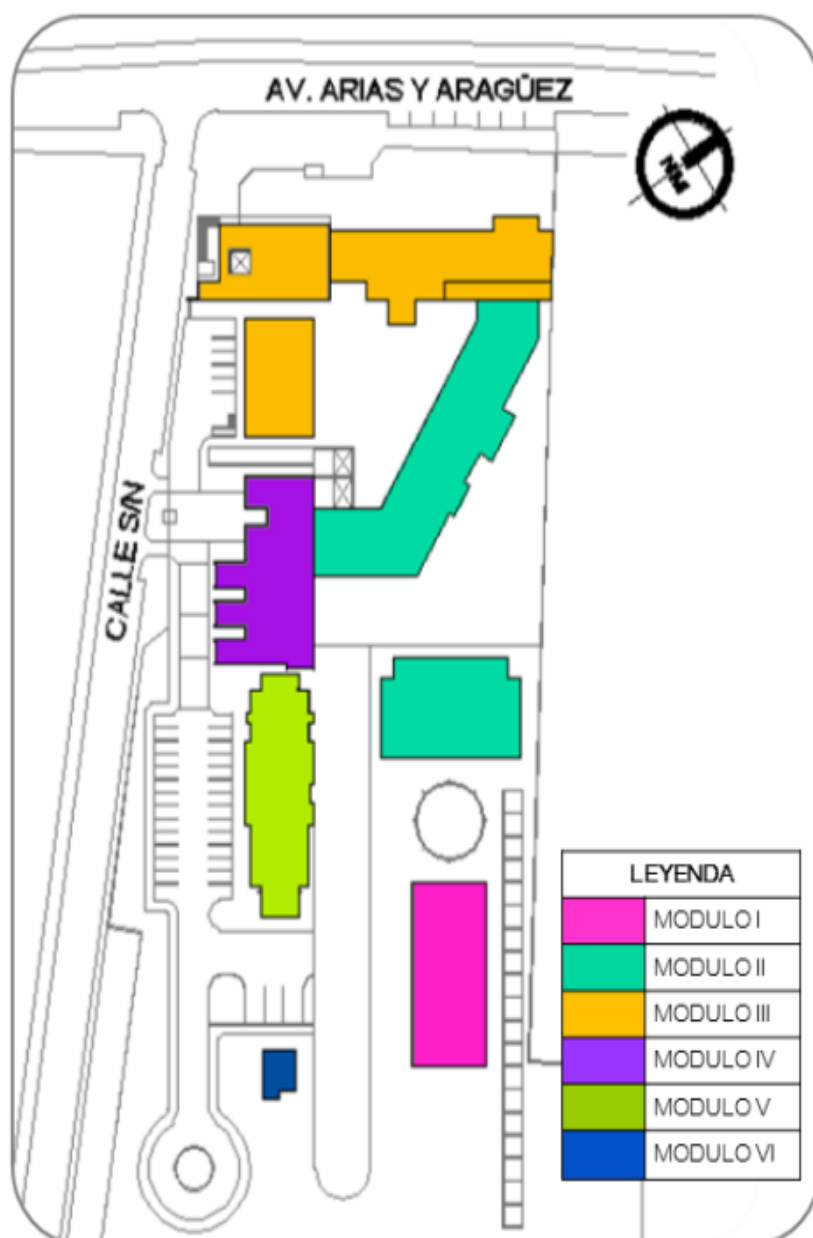 AV. ARIAS Y ARAGÜEZ
NM
CALLE S/N
LEYENDA
MODULO I
MODULO II
MODULO III
MODULO IV
MODULO V
MODULO VI